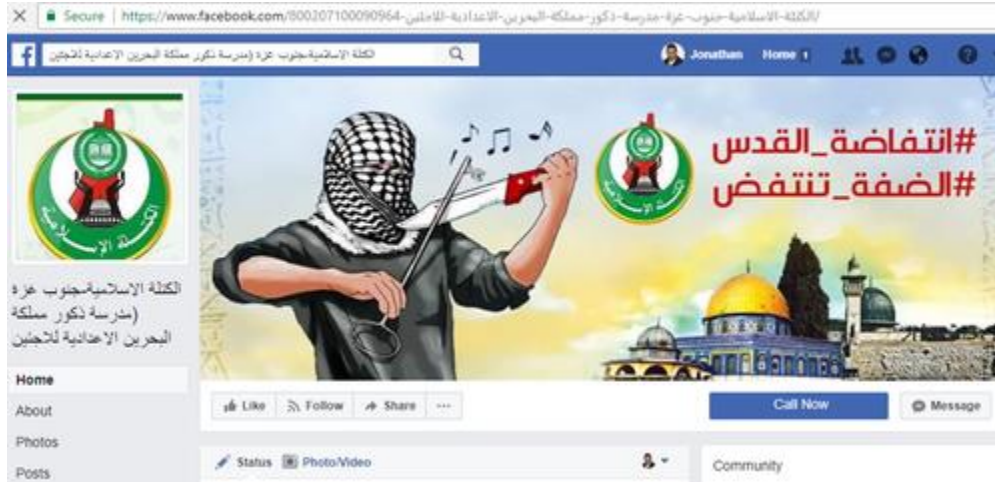 Secure | https://www.facebook.com/الكتلة-الاسلامية-جنوب-غزة-مدرسة-ذكور-مملكة-البحرين-الاعدادية-للاجئين-800207100090964/
الكتلة الاسلامية-جنوب غزة (مدرسة ذكور مملكة البحرين الاعدادية للاجئين
Jonathan Home 1
#انتفاضة_القدس
#الضفة_تنتفض
الكتلة الإسلامية
الكتلة الاسلامية-جنوب غزة
(مدرسة ذكور مملكة
البحرين الاعدادية للاجئين
Home
About
Photos
Posts
Like Follow Share ...
Call Now
Message
Status Photo/Video
Community